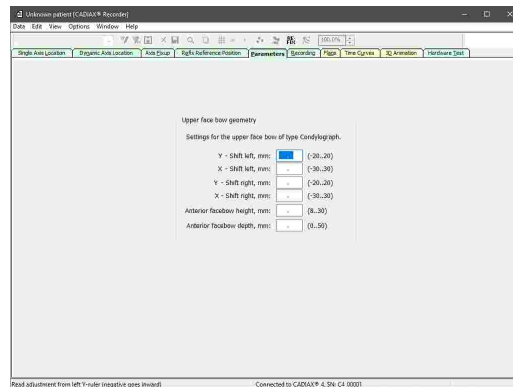 Unknown patient [CADIAX® Recorder]
Data Edit View Options Window Help
100.0%
Single Axis Location Dynamic Axis Location Axis Fixup Refix Reference Position Parameters Recording Maps Time Curves 3D Animation Hardware Test
Upper face bow geometry
Settings for the upper face bow of type Condylograph.
Y - Shift left, mm: (-20..20)
X - Shift left, mm: (-30..30)
Y - Shift right, mm: (-20..20)
X - Shift right, mm: (-30..30)
Anterior facebow height, mm: (8..30)
Anterior facebow depth, mm: (0..50)
Read adjustment from left Y-ruler (negative goes inward) Connected to CADIAX® 4, SN: C4 00001